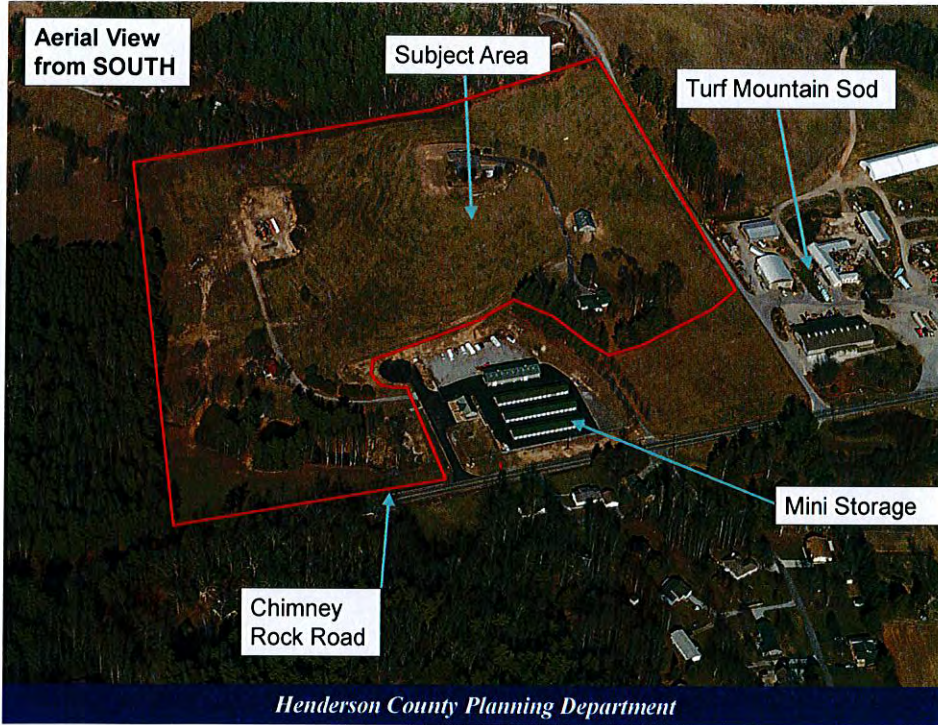 Aerial View
from SOUTH
Subject Area
Turf Mountain Sod
Mini Storage
Chimney
Rock Road
Henderson County Planning Department